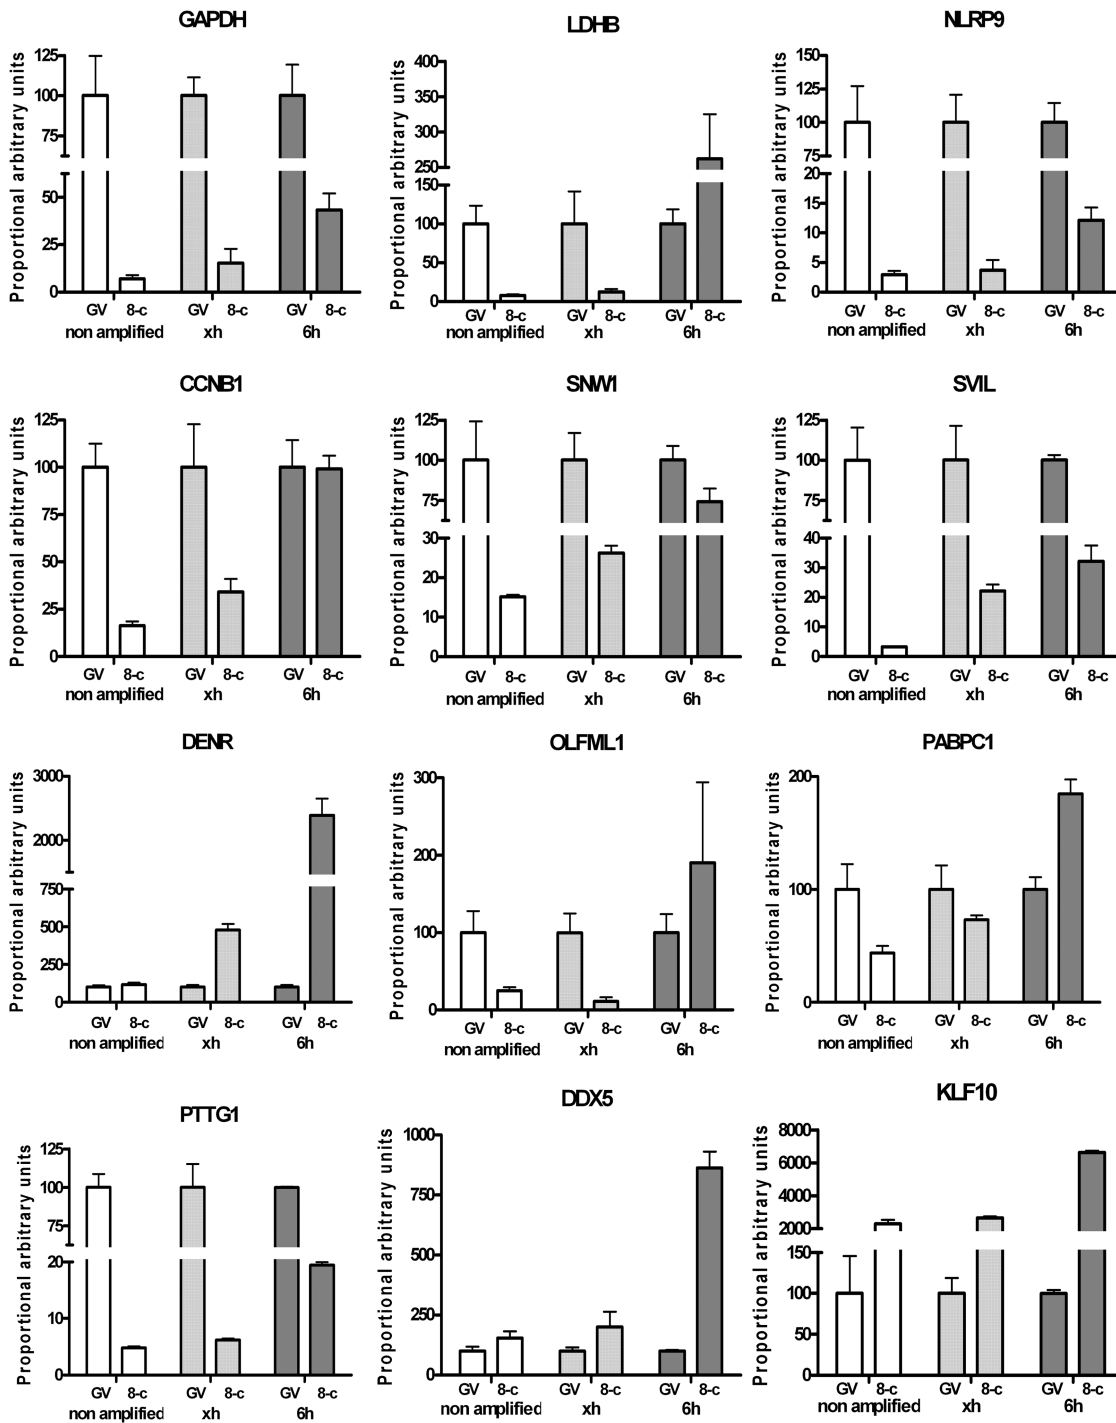 GAPDH
Proportional arbitrary units
125
100
75
50
25
0
GV 8-c GV 8-c GV 8-c
non amplified xh 6h
LDHB
Proportional arbitrary units
400
350
300
250
150
100
50
0
GV 8-c GV 8-c GV 8-c
non amplified xh 6h
NLRP9
Proportional arbitrary units
150
125
100
75
20
15
10
5
0
GV 8-c GV 8-c GV 8-c
non amplified xh 6h
CCNB1
Proportional arbitrary units
125
100
75
50
25
0
GV 8-c GV 8-c GV 8-c
non amplified xh 6h
SNW1
Proportional arbitrary units
125
100
75
30
20
10
0
GV 8-c GV 8-c GV 8-c
non amplified xh 6h
SVIL
Proportional arbitrary units
125
100
75
40
30
20
10
0
GV 8-c GV 8-c GV 8-c
non amplified xh 6h
DENR
Proportional arbitrary units
3000
2000
750
500
250
0
GV 8-c GV 8-c GV 8-c
non amplified xh 6h
OLFML1
Proportional arbitrary units
300
200
100
0
GV 8-c GV 8-c GV 8-c
non amplified xh 6h
PABPC1
Proportional arbitrary units
200
100
0
GV 8-c GV 8-c GV 8-c
non amplified xh 6h
PTTG1
Proportional arbitrary units
125
100
75
20
10
0
GV 8-c GV 8-c GV 8-c
non amplified xh 6h
DDX5
Proportional arbitrary units
1000
500
250
0
GV 8-c GV 8-c GV 8-c
non amplified xh 6h
KLF10
Proportional arbitrary units
8000
6000
4000
2000
150
100
50
0
GV 8-c GV 8-c GV 8-c
non amplified xh 6h